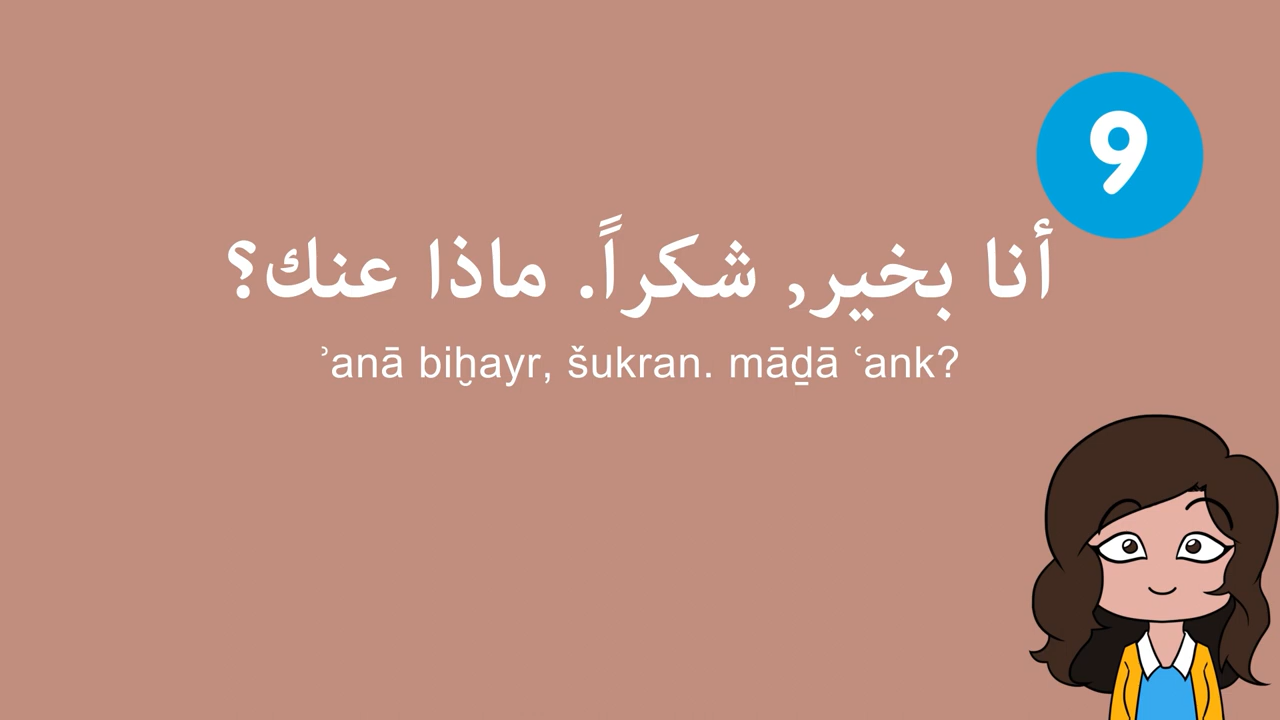 9
أنا بخير, شكراً. ماذا عنك؟
ʾanā biḫayr, šukran. māḏā ʿank?